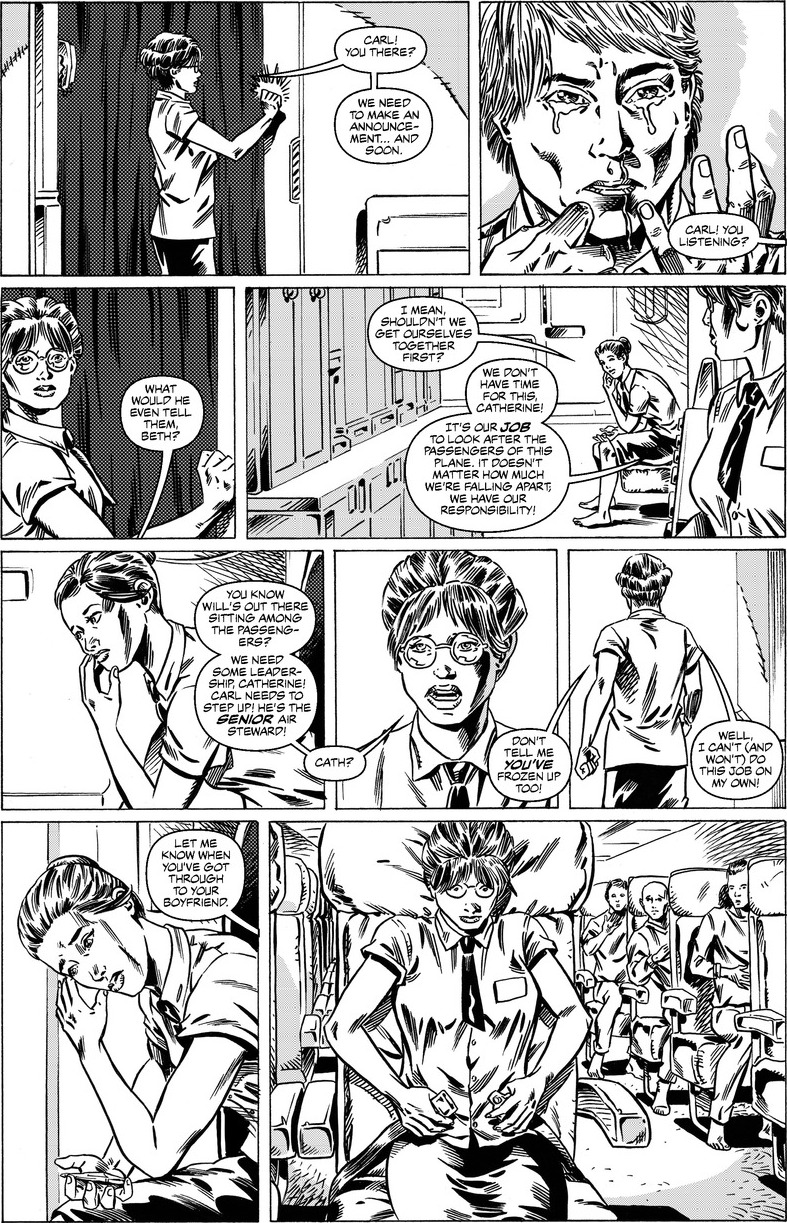 CARL!
YOU THERE?
WE NEED
TO MAKE AN
ANNOUNCE-
MENT... AND
SOON.
CARL! YOU
LISTENING?
WHAT
WOULD HE
EVEN TELL
THEM,
BETH?
I MEAN,
SHOULDN'T WE
GET OURSELVES
TOGETHER
FIRST?
WE DON'T
HAVE TIME
FOR THIS,
CATHERINE!
IT'S OUR JOB
TO LOOK AFTER THE
PASSENGERS OF THIS
PLANE. IT DOESN'T
MATTER HOW MUCH
WE'RE FALLING APART,
WE HAVE OUR
RESPONSIBILITY!
YOU KNOW
WILL'S OUT THERE
SITTING AMONG
THE PASSENG-
ERS?
WE NEED
SOME LEADER-
SHIP, CATHERINE!
CARL NEEDS TO
STEP UP! HE'S THE
SENIOR AIR
STEWARD!
CATH?
DON'T
TELL ME
YOU'VE
FROZEN UP
TOO!
WELL,
I CAN'T (AND
WON'T) DO
THIS JOB ON
MY OWN!
LET ME
KNOW WHEN
YOU'VE GOT
THROUGH
TO YOUR
BOYFRIEND.